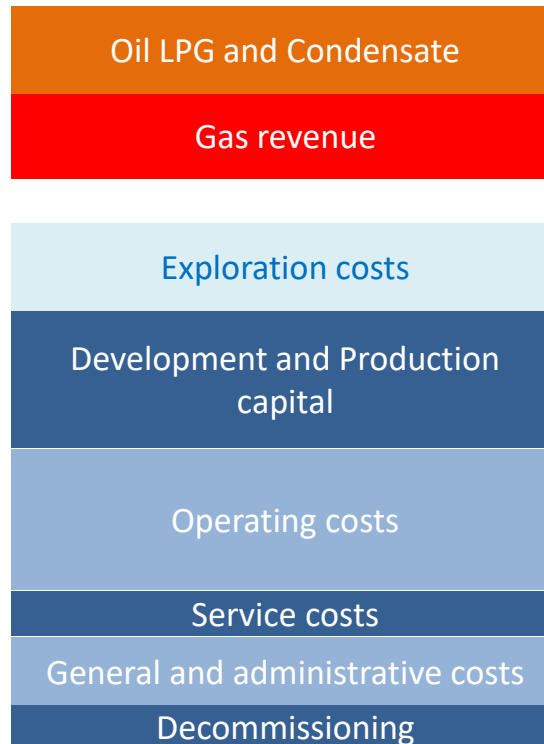 Oil LPG and Condensate
Gas revenue
Exploration costs
Development and Production
capital
Operating costs
Service costs
General and administrative costs
Decommissioning